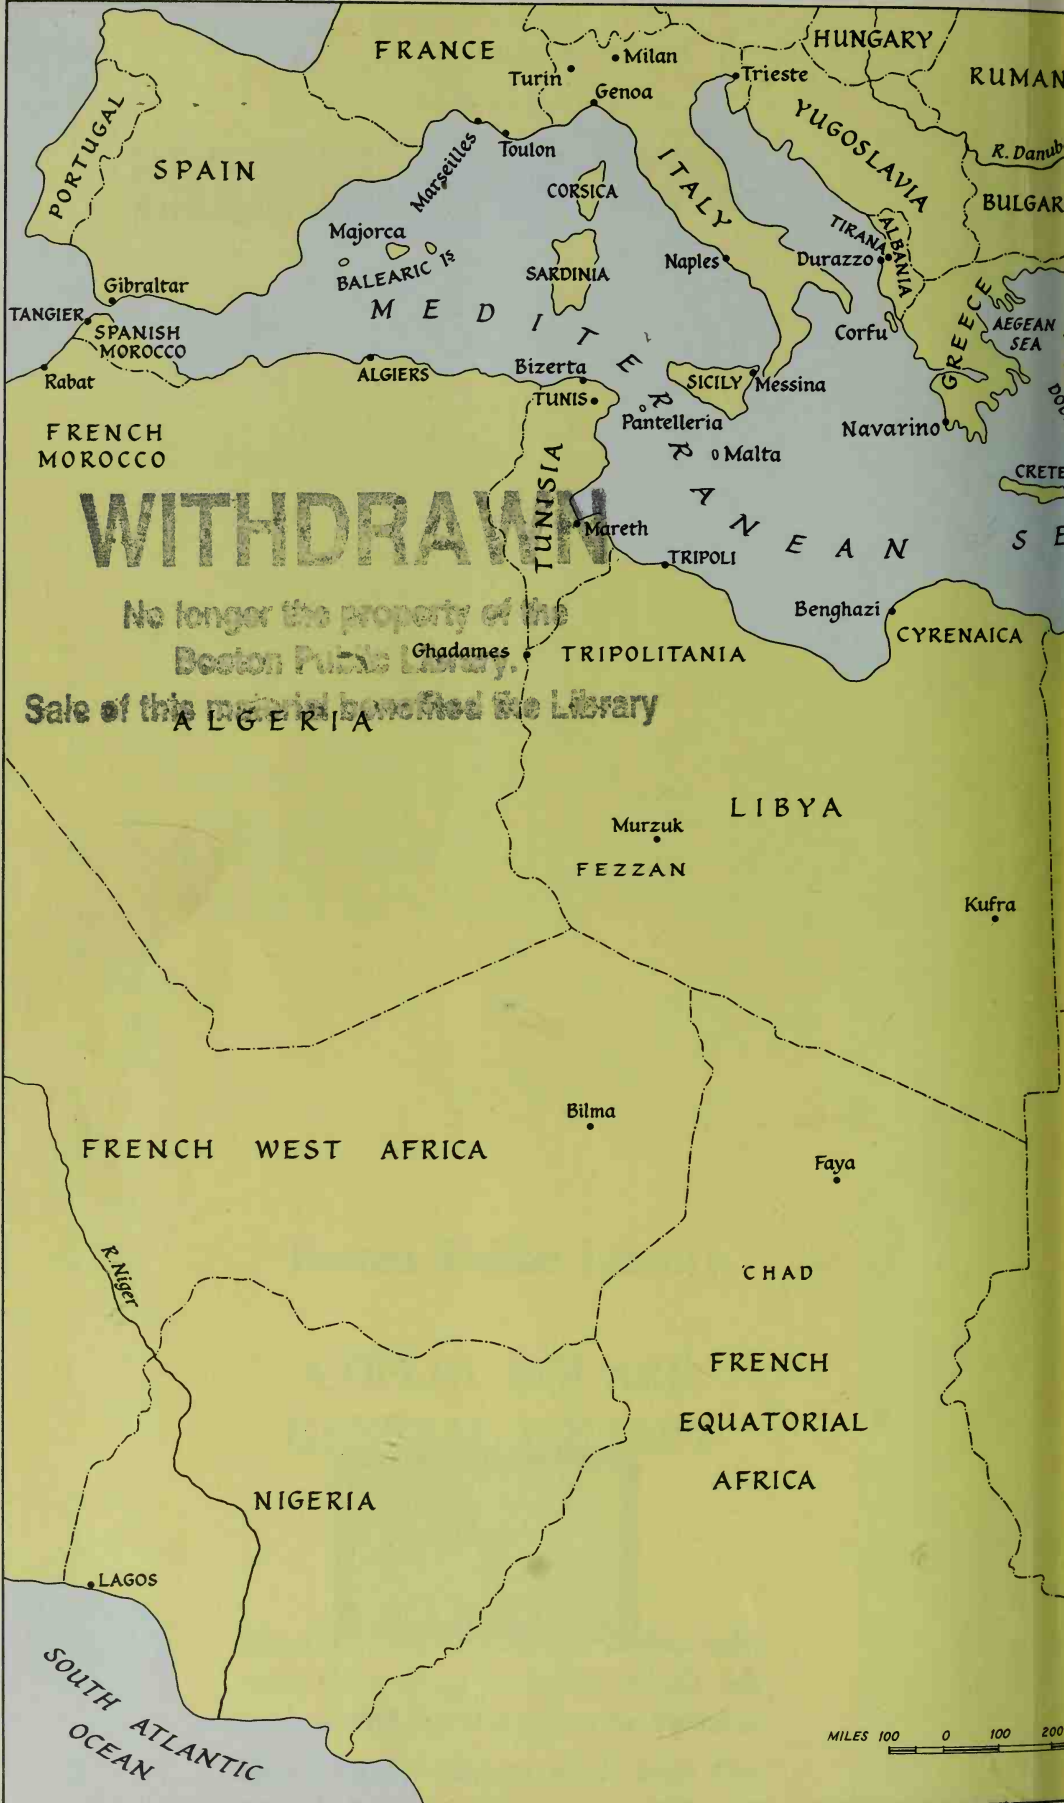 FRANCE
HUNGARY
Milan
Turin
Trieste
RUMAN
Genoa
PORTUGAL
SPAIN
Marseilles
Toulon
YUGOSLAVIA
R. Danub
ITALY
CORSICA
BULGAR
Majorca
BALEARIC Is
SARDINIA
Naples
TIRANA
ALBANIA
Durazzo
Gibraltar
TANGIER
SPANISH
MOROCCO
MEDITERRANEAN SE
Corfu
GREECE
AEGEAN
SEA
Rabat
ALGIERS
Bizerta
TUNIS
SICILY
Messina
Pantelleria
Navarino
Malta
FRENCH
MOROCCO
CRETE
TUNISIA
WITHDRAWN
No longer the property of the
Boston Public Library.
Sale of this material benefited the Library
Mareth
TRIPOLI
Benghazi
CYRENAICA
Ghadames
TRIPOLITANIA
ALGERIA
LIBYA
Murzuk
FEZZAN
Kufra
Bilma
FRENCH WEST AFRICA
Faya
R. Niger
CHAD
FRENCH
EQUATORIAL
AFRICA
NIGERIA
LAGOS
SOUTH ATLANTIC
OCEAN
MILES 100 0 100 200